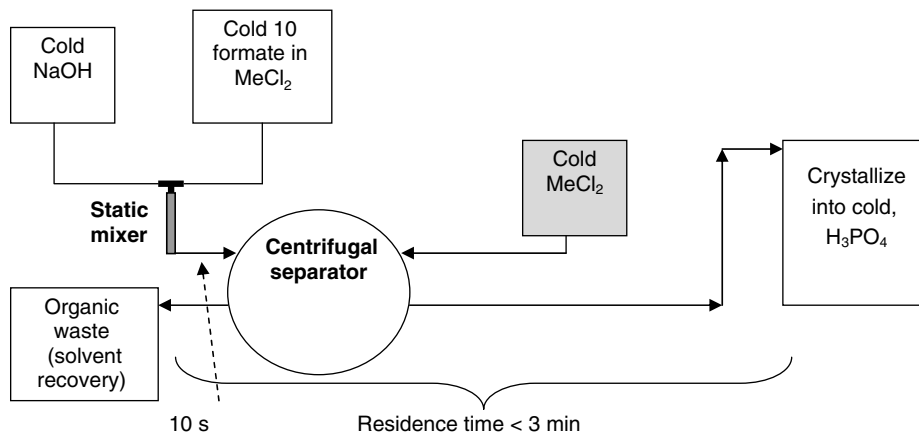 Cold
NaOH
Cold 10
formate in
MeCl₂
Cold
MeCl₂
Crystallize
into cold,
H₃PO₄
Static
mixer
Centrifugal
separator
Organic
waste
(solvent
recovery)
10 s
Residence time < 3 min